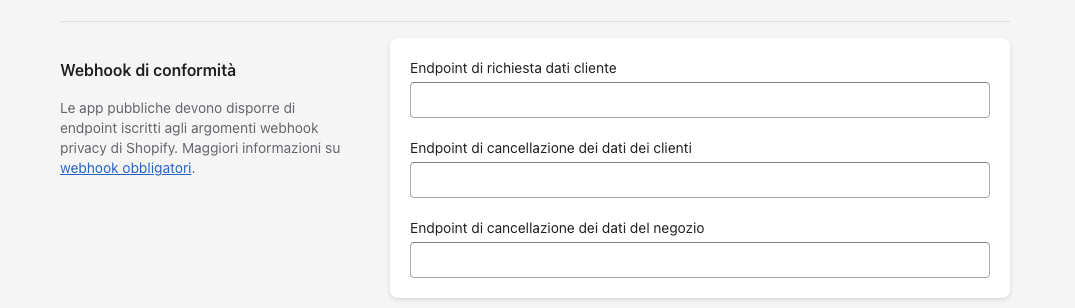 Webhook di conformità
Le app pubbliche devono disporre di
endpoint iscritti agli argomenti webhook
privacy di Shopify. Maggiori informazioni su
webhook obbligatori.
Endpoint di richiesta dati cliente
Endpoint di cancellazione dei dati dei clienti
Endpoint di cancellazione dei dati del negozio